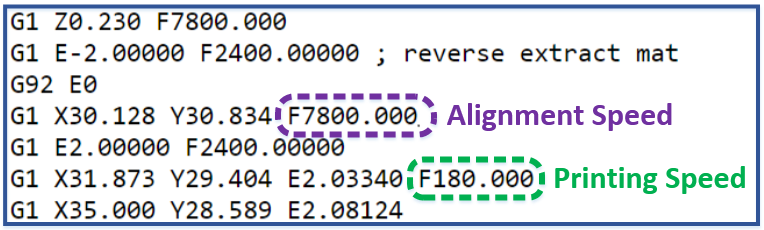 G1 Z0.230 F7800.000
G1 E-2.00000 F2400.00000 ; reverse extract mat
G92 E0
G1 X30.128 Y30.834 F7800.000 Alignment Speed
G1 E2.00000 F2400.00000
G1 X31.873 Y29.404 E2.03340 F180.000 Printing Speed
G1 X35.000 Y28.589 E2.08124